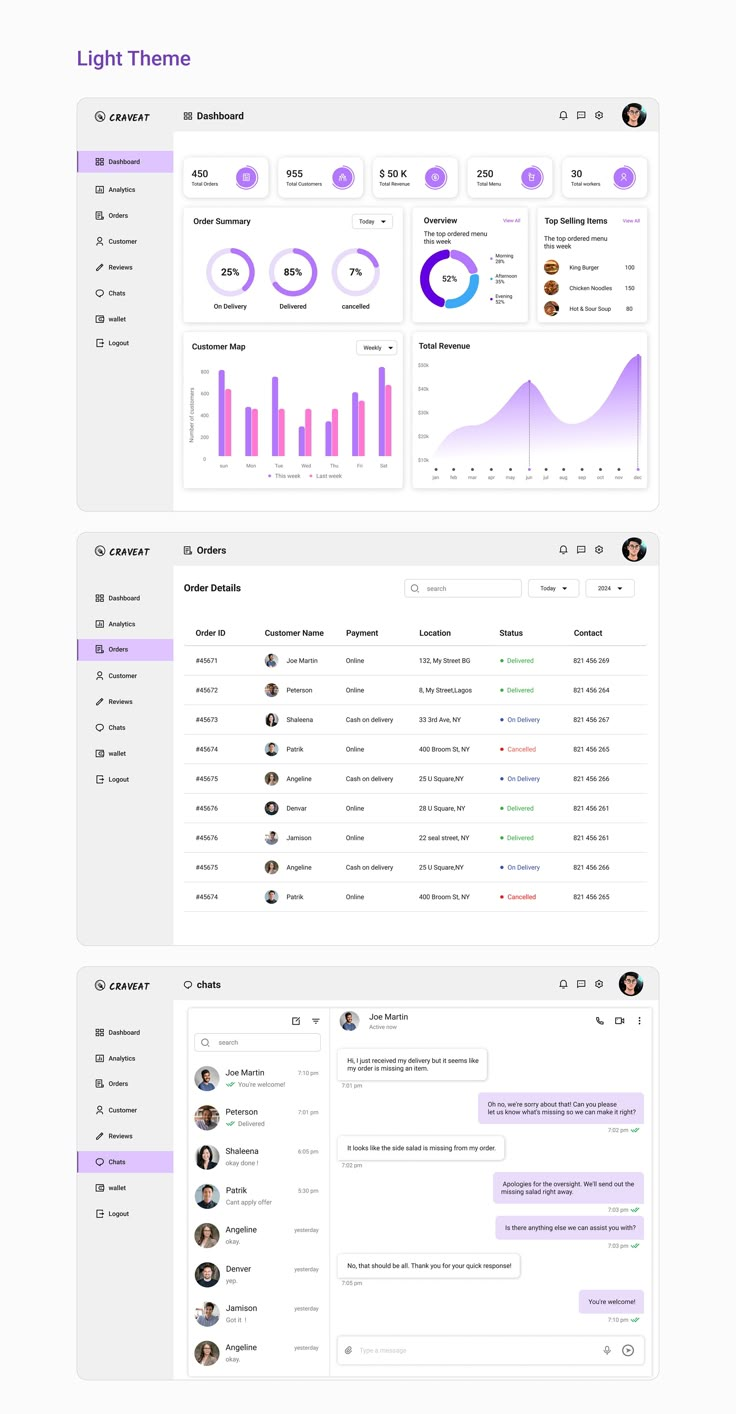 Light Theme
CRAVEAT
Dashboard
Dashboard
Analytics
Orders
Customer
Reviews
Chats
wallet
Logout
450
Total Orders
955
Total Customers
$ 50 K
Total Revenue
250
Total Menu
30
Total workers
Order Summary
Today
25%
On Delivery
85%
Delivered
7%
cancelled
Overview
View All
The top ordered menu
this week
52%
Morning
28%
Afternoon
35%
Evening
52%
Top Selling Items
View All
The top ordered menu
this week
King Burger 100
Chicken Noodles 150
Hot & Sour Soup 80
Customer Map
Weekly
Number of customers
800
600
400
200
0
sun Mon Tue Wed Thu Fri Sat
This week Last week
Total Revenue
$50k
$40k
$30k
$20k
$10k
jan feb mar apr may jun jul aug sep oct nov dec
CRAVEAT
Orders
Dashboard
Analytics
Orders
Customer
Reviews
Chats
wallet
Logout
Order Details
search
Today
2024
Order ID Customer Name Payment Location Status Contact
#45671 Joe Martin Online 132, My Street BG Delivered 821 456 269
#45672 Peterson Online 8, My Street,Lagos Delivered 821 456 264
#45673 Shaleena Cash on delivery 33 3rd Ave, NY On Delivery 821 456 267
#45674 Patrik Online 400 Broom St, NY Cancelled 821 456 265
#45675 Angeline Cash on delivery 25 U Square,NY On Delivery 821 456 266
#45676 Denvar Online 28 U Square, NY Delivered 821 456 261
#45676 Jamison Online 22 seal street, NY Delivered 821 456 261
#45675 Angeline Cash on delivery 25 U Square,NY On Delivery 821 456 266
#45674 Patrik Online 400 Broom St, NY Cancelled 821 456 265
CRAVEAT
chats
Dashboard
Analytics
Orders
Customer
Reviews
Chats
wallet
Logout
search
Joe Martin 7:10 pm
You're welcome!
Peterson 7:01 pm
Delivered
Shaleena 6:05 pm
okay done !
Patrik 5:30 pm
Cant apply offer
Angeline yesterday
okay.
Denver yesterday
yep.
Jamison yesterday
Got it !
Angeline yesterday
okay.
Joe Martin
Active now
Hi, I just received my delivery but it seems like
my order is missing an item.
7:01 pm
Oh no, we're sorry about that! Can you please
let us know what's missing so we can make it right?
7:02 pm
It looks like the side salad is missing from my order.
7:02 pm
Apologies for the oversight. We'll send out the
missing salad right away.
7:03 pm
Is there anything else we can assist you with?
7:03 pm
No, that should be all. Thank you for your quick response!
7:05 pm
You're welcome!
7:10 pm
Type a message